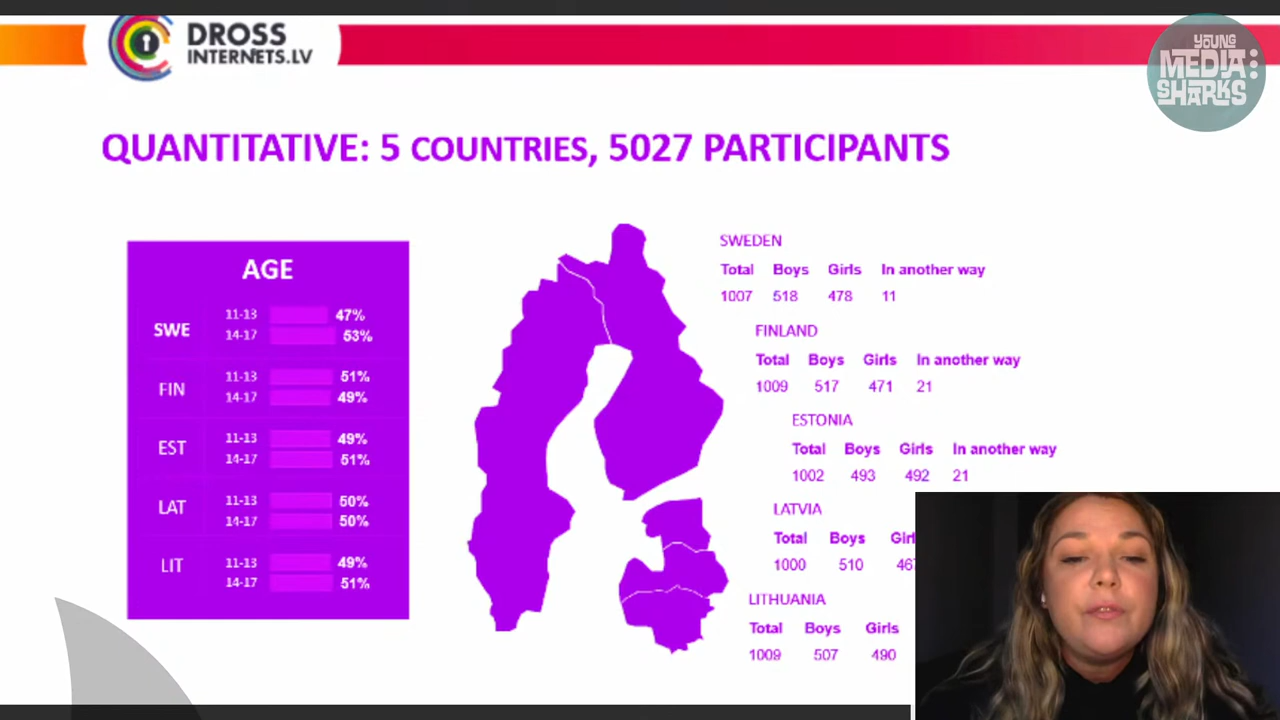 DROSS
INTERNETS.LV
YOUNG
MEDIA:
SHARKS
QUANTITATIVE: 5 COUNTRIES, 5027 PARTICIPANTS
AGE
SWE
11-13 47%
14-17 53%
FIN
11-13 51%
14-17 49%
EST
11-13 49%
14-17 51%
LAT
11-13 50%
14-17 50%
LIT
11-13 49%
14-17 51%
SWEDEN
Total Boys Girls In another way
1007 518 478 11
FINLAND
Total Boys Girls In another way
1009 517 471 21
ESTONIA
Total Boys Girls In another way
1002 493 492 21
LATVIA
Total Boys
1000 510
LITHUANIA
Total Boys Girls
1009 507 490